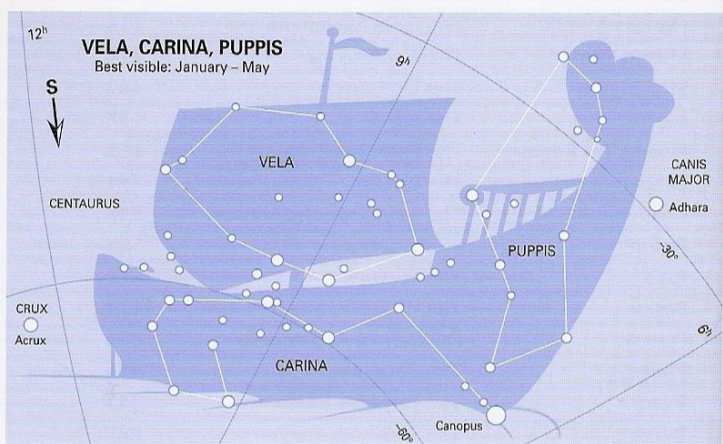 12h
VELA, CARINA, PUPPIS
Best visible: January – May
9h
S
VELA
CANIS
MAJOR
CENTAURUS
Adhara
PUPPIS
-30°
CRUX
Acrux
6h
CARINA
Canopus
-60°